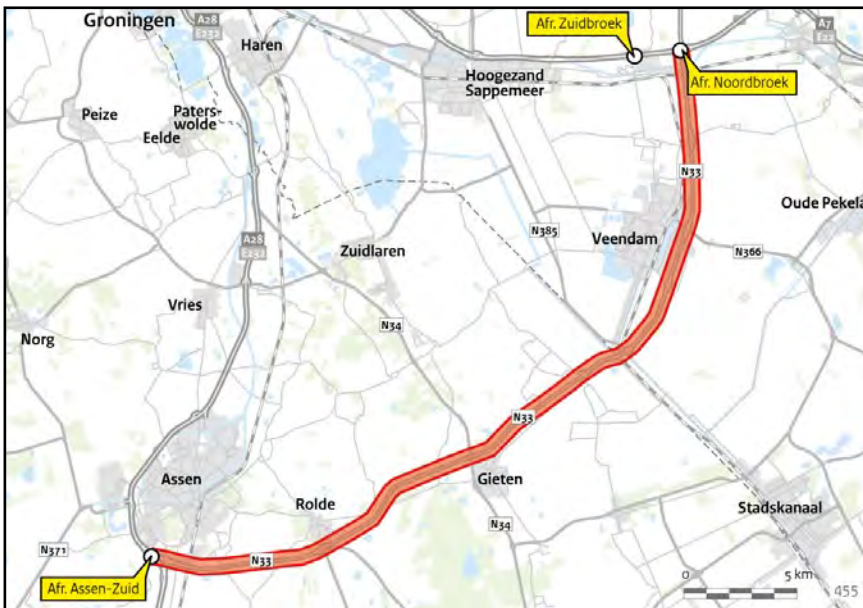 Groningen
A28
E232
Haren
Afr. Zuidbroek
A7
E22
Hoogezand
Sappemeer
Afr. Noordbroek
Peize
Paters-
wolde
Eelde
N33
Oude Pekela
A28
E232
Zuidlaren
N385
Veendam
N366
Vries
Norg
N34
N33
Assen
Gieten
Rolde
Stadskanaal
N34
N371
N33
Afr. Assen-Zuid
0
5 km
455